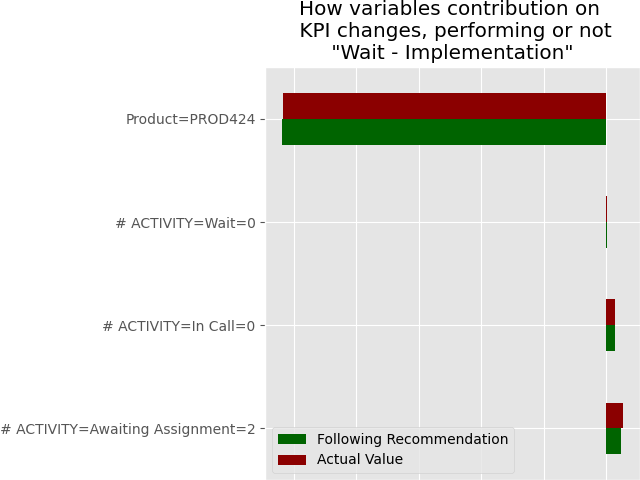 How variables contribution on
KPI changes, performing or not
"Wait - Implementation"
Product=PROD424
# ACTIVITY=Wait=0
# ACTIVITY=In Call=0
# ACTIVITY=Awaiting Assignment=2
Following Recommendation
Actual Value